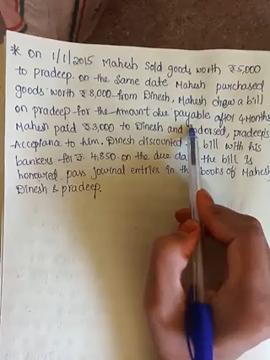 * On 1/1/2015 Mahesh Sold goods worth ₹5,000
to pradeep. on the same date Mahesh purchased
goods worth ₹8,000 from Dinesh, Mahesh drew a bill
on pradeep for the Amount due payable after 4 Months
Mahesh paid ₹3,000 to Dinesh and endorsed, pradeeps
Acceptance to him. Dinesh discounted bill with his
bankers for ₹ 4,850 on the due da the bill is
honoured. pass journal entries in the books of Mahesh
Dinesh & pradeep.